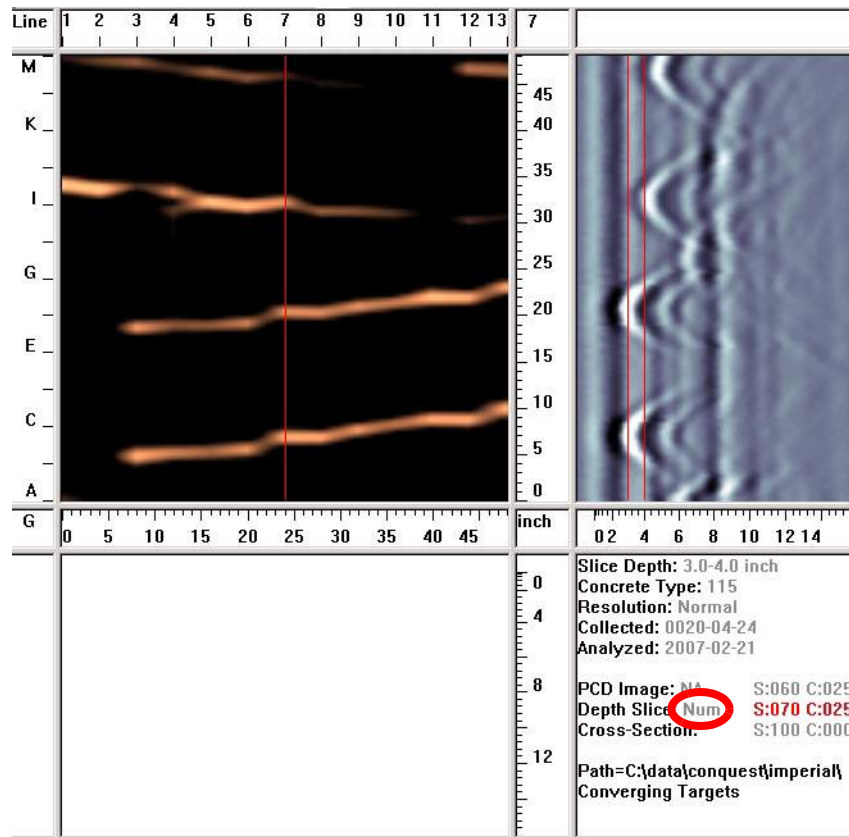 Line 1 2 3 4 5 6 7 8 9 10 11 12 13 7
M
K
I
G
E
C
A
45
40
35
30
25
20
15
10
5
0
G 0 5 10 15 20 25 30 35 40 45 inch 0 2 4 6 8 10 12 14
0
4
8
12
Slice Depth: 3.0-4.0 inch
Concrete Type: 115
Resolution: Normal
Collected: 0020-04-24
Analyzed: 2007-02-21
PCD Image: NA S:060 C:025
Depth Slice: Num S:070 C:025
Cross-Section: S:100 C:000
Path=C:\data\conquest\imperial\
Converging Targets